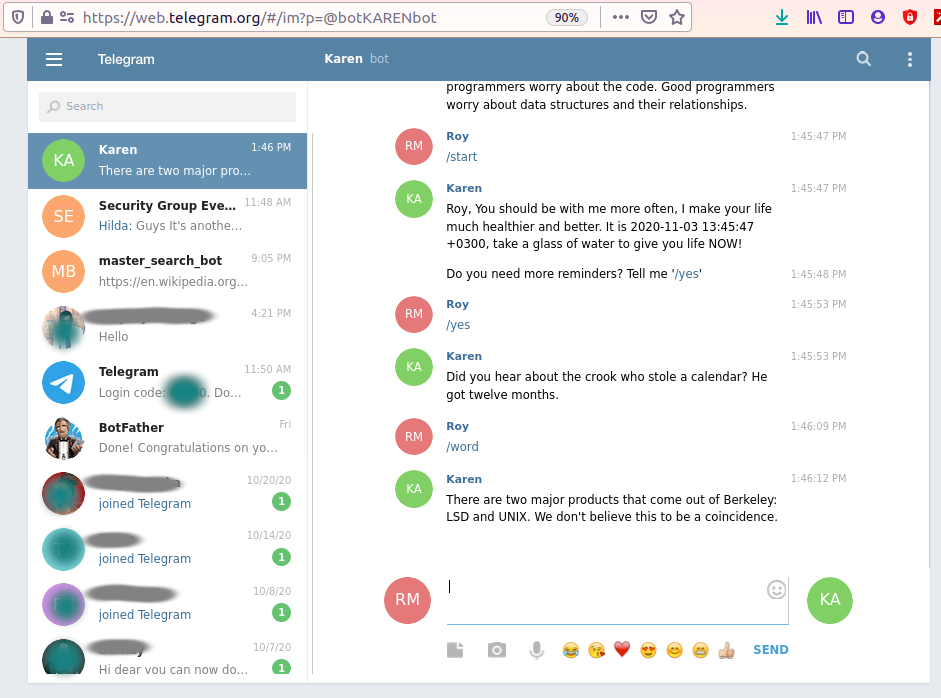 https://web.telegram.org/#/im?p=@botKARENbot
90%
Telegram
Karen bot
Search
KA
Karen
1:46 PM
There are two major pro...
SE
Security Group Eve...
11:48 AM
Hilda: Guys It's anothe...
MB
master_search_bot
9:05 PM
https://en.wikipedia.org...
4:21 PM
Hello
Telegram
11:50 AM
Login code: 0. Do...
1
BotFather
Fri
Done! Congratulations on yo...
10/20/20
joined Telegram
1
10/14/20
joined Telegram
1
10/8/20
joined Telegram
1
10/7/20
Hi dear you can now do...
1
programmers worry about the code. Good programmers
worry about data structures and their relationships.
RM
Roy
1:45:47 PM
/start
KA
Karen
1:45:47 PM
Roy, You should be with me more often, I make your life
much healthier and better. It is 2020-11-03 13:45:47
+0300, take a glass of water to give you life NOW!
Do you need more reminders? Tell me '/yes'
1:45:48 PM
RM
Roy
1:45:53 PM
/yes
KA
Karen
1:45:53 PM
Did you hear about the crook who stole a calendar? He
got twelve months.
RM
Roy
1:46:09 PM
/word
KA
Karen
1:46:12 PM
There are two major products that come out of Berkeley:
LSD and UNIX. We don't believe this to be a coincidence.
RM
KA
SEND